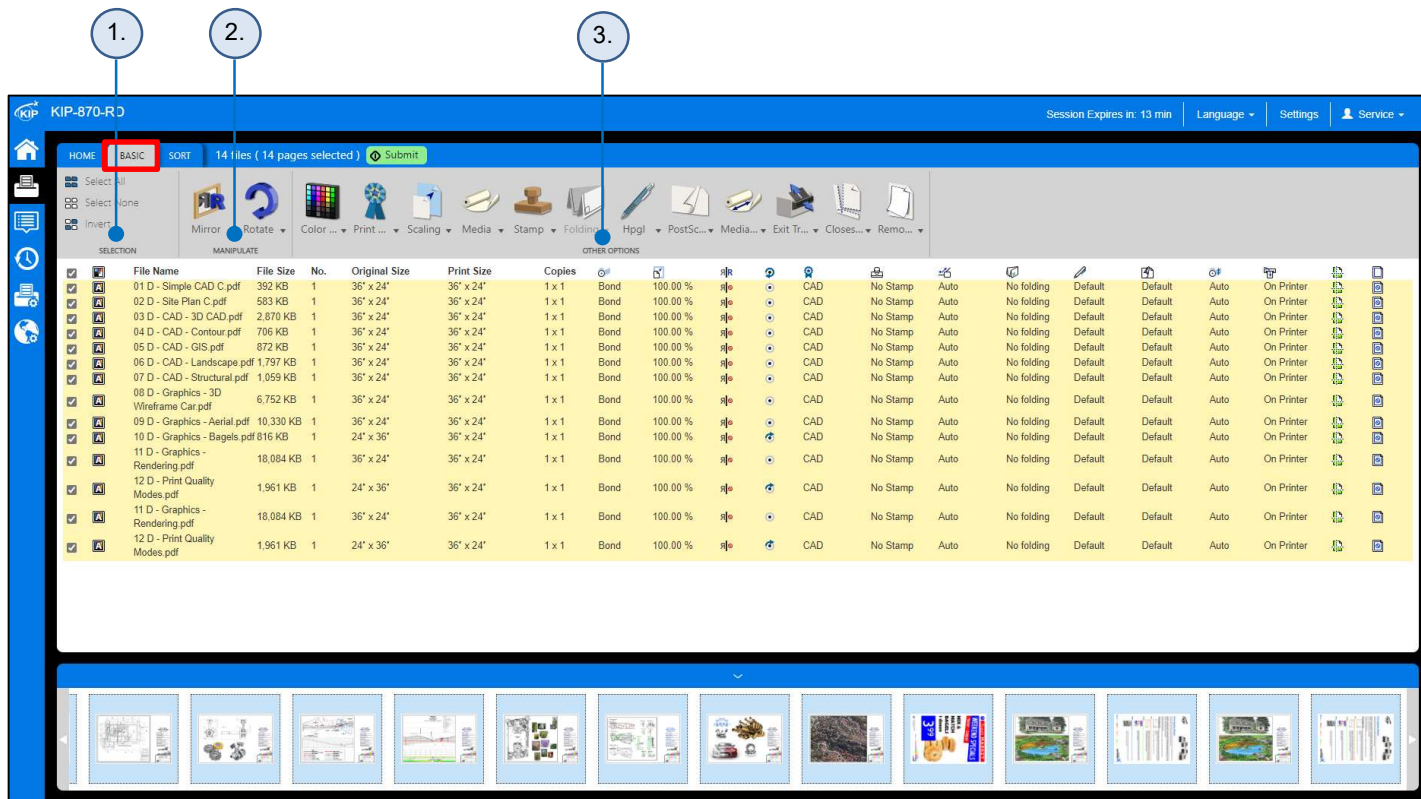 1. 2. 3.
KIP KIP-870-RD Session Expires in: 13 min Language Settings Service
HOME BASIC SORT 14 files ( 14 pages selected ) Submit
Select All
Select None
Invert
Mirror Rotate Color ... Print ... Scaling Media Stamp Folding Hpgl PostSc... Media... Exit Tr... Closes... Remo...
SELECTION MANIPULATE OTHER OPTIONS
File Name File Size No. Original Size Print Size Copies
01 D - Simple CAD C.pdf 392 KB 1 36" x 24" 36" x 24" 1 x 1 Bond 100.00 % CAD No Stamp Auto No folding Default Default Auto On Printer
02 D - Site Plan C.pdf 583 KB 1 36" x 24" 36" x 24" 1 x 1 Bond 100.00 % CAD No Stamp Auto No folding Default Default Auto On Printer
03 D - CAD - 3D CAD.pdf 2,870 KB 1 36" x 24" 36" x 24" 1 x 1 Bond 100.00 % CAD No Stamp Auto No folding Default Default Auto On Printer
04 D - CAD - Contour.pdf 706 KB 1 36" x 24" 36" x 24" 1 x 1 Bond 100.00 % CAD No Stamp Auto No folding Default Default Auto On Printer
05 D - CAD - GIS.pdf 872 KB 1 36" x 24" 36" x 24" 1 x 1 Bond 100.00 % CAD No Stamp Auto No folding Default Default Auto On Printer
06 D - CAD - Landscape.pdf 1,797 KB 1 36" x 24" 36" x 24" 1 x 1 Bond 100.00 % CAD No Stamp Auto No folding Default Default Auto On Printer
07 D - CAD - Structural.pdf 1,059 KB 1 36" x 24" 36" x 24" 1 x 1 Bond 100.00 % CAD No Stamp Auto No folding Default Default Auto On Printer
08 D - Graphics - 3D
Wireframe Car.pdf 6,752 KB 1 36" x 24" 36" x 24" 1 x 1 Bond 100.00 % CAD No Stamp Auto No folding Default Default Auto On Printer
09 D - Graphics - Aerial.pdf 10,330 KB 1 36" x 24" 36" x 24" 1 x 1 Bond 100.00 % CAD No Stamp Auto No folding Default Default Auto On Printer
10 D - Graphics - Bagels.pdf 816 KB 1 24" x 36" 36" x 24" 1 x 1 Bond 100.00 % CAD No Stamp Auto No folding Default Default Auto On Printer
11 D - Graphics -
Rendering.pdf 18,084 KB 1 36" x 24" 36" x 24" 1 x 1 Bond 100.00 % CAD No Stamp Auto No folding Default Default Auto On Printer
12 D - Print Quality
Modes.pdf 1,961 KB 1 24" x 36" 36" x 24" 1 x 1 Bond 100.00 % CAD No Stamp Auto No folding Default Default Auto On Printer
11 D - Graphics -
Rendering.pdf 18,084 KB 1 36" x 24" 36" x 24" 1 x 1 Bond 100.00 % CAD No Stamp Auto No folding Default Default Auto On Printer
12 D - Print Quality
Modes.pdf 1,961 KB 1 24" x 36" 36" x 24" 1 x 1 Bond 100.00 % CAD No Stamp Auto No folding Default Default Auto On Printer
WEEKEND SPECIALS
3.99